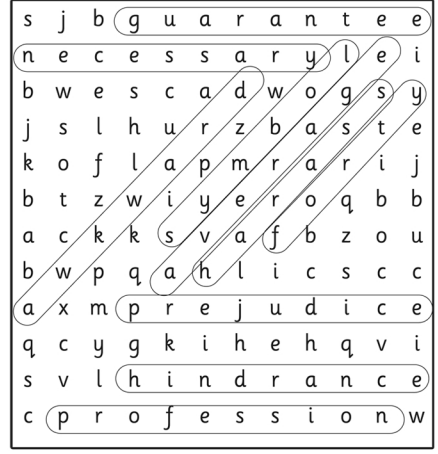 s j b g u a r a n t e e
n e c e s s a r y l e i
b w e s c a d w o g s y
j s l h u r z b a s t e
k o f l a p m r a r i j
b t z w i y e r o q b b
a c k k s v a f b z o u
b w p q a h l i c s c c
a x m p r e j u d i c e
q c y g k i h e h q v i
s v l h i n d r a n c e
c p r o f e s s i o n w